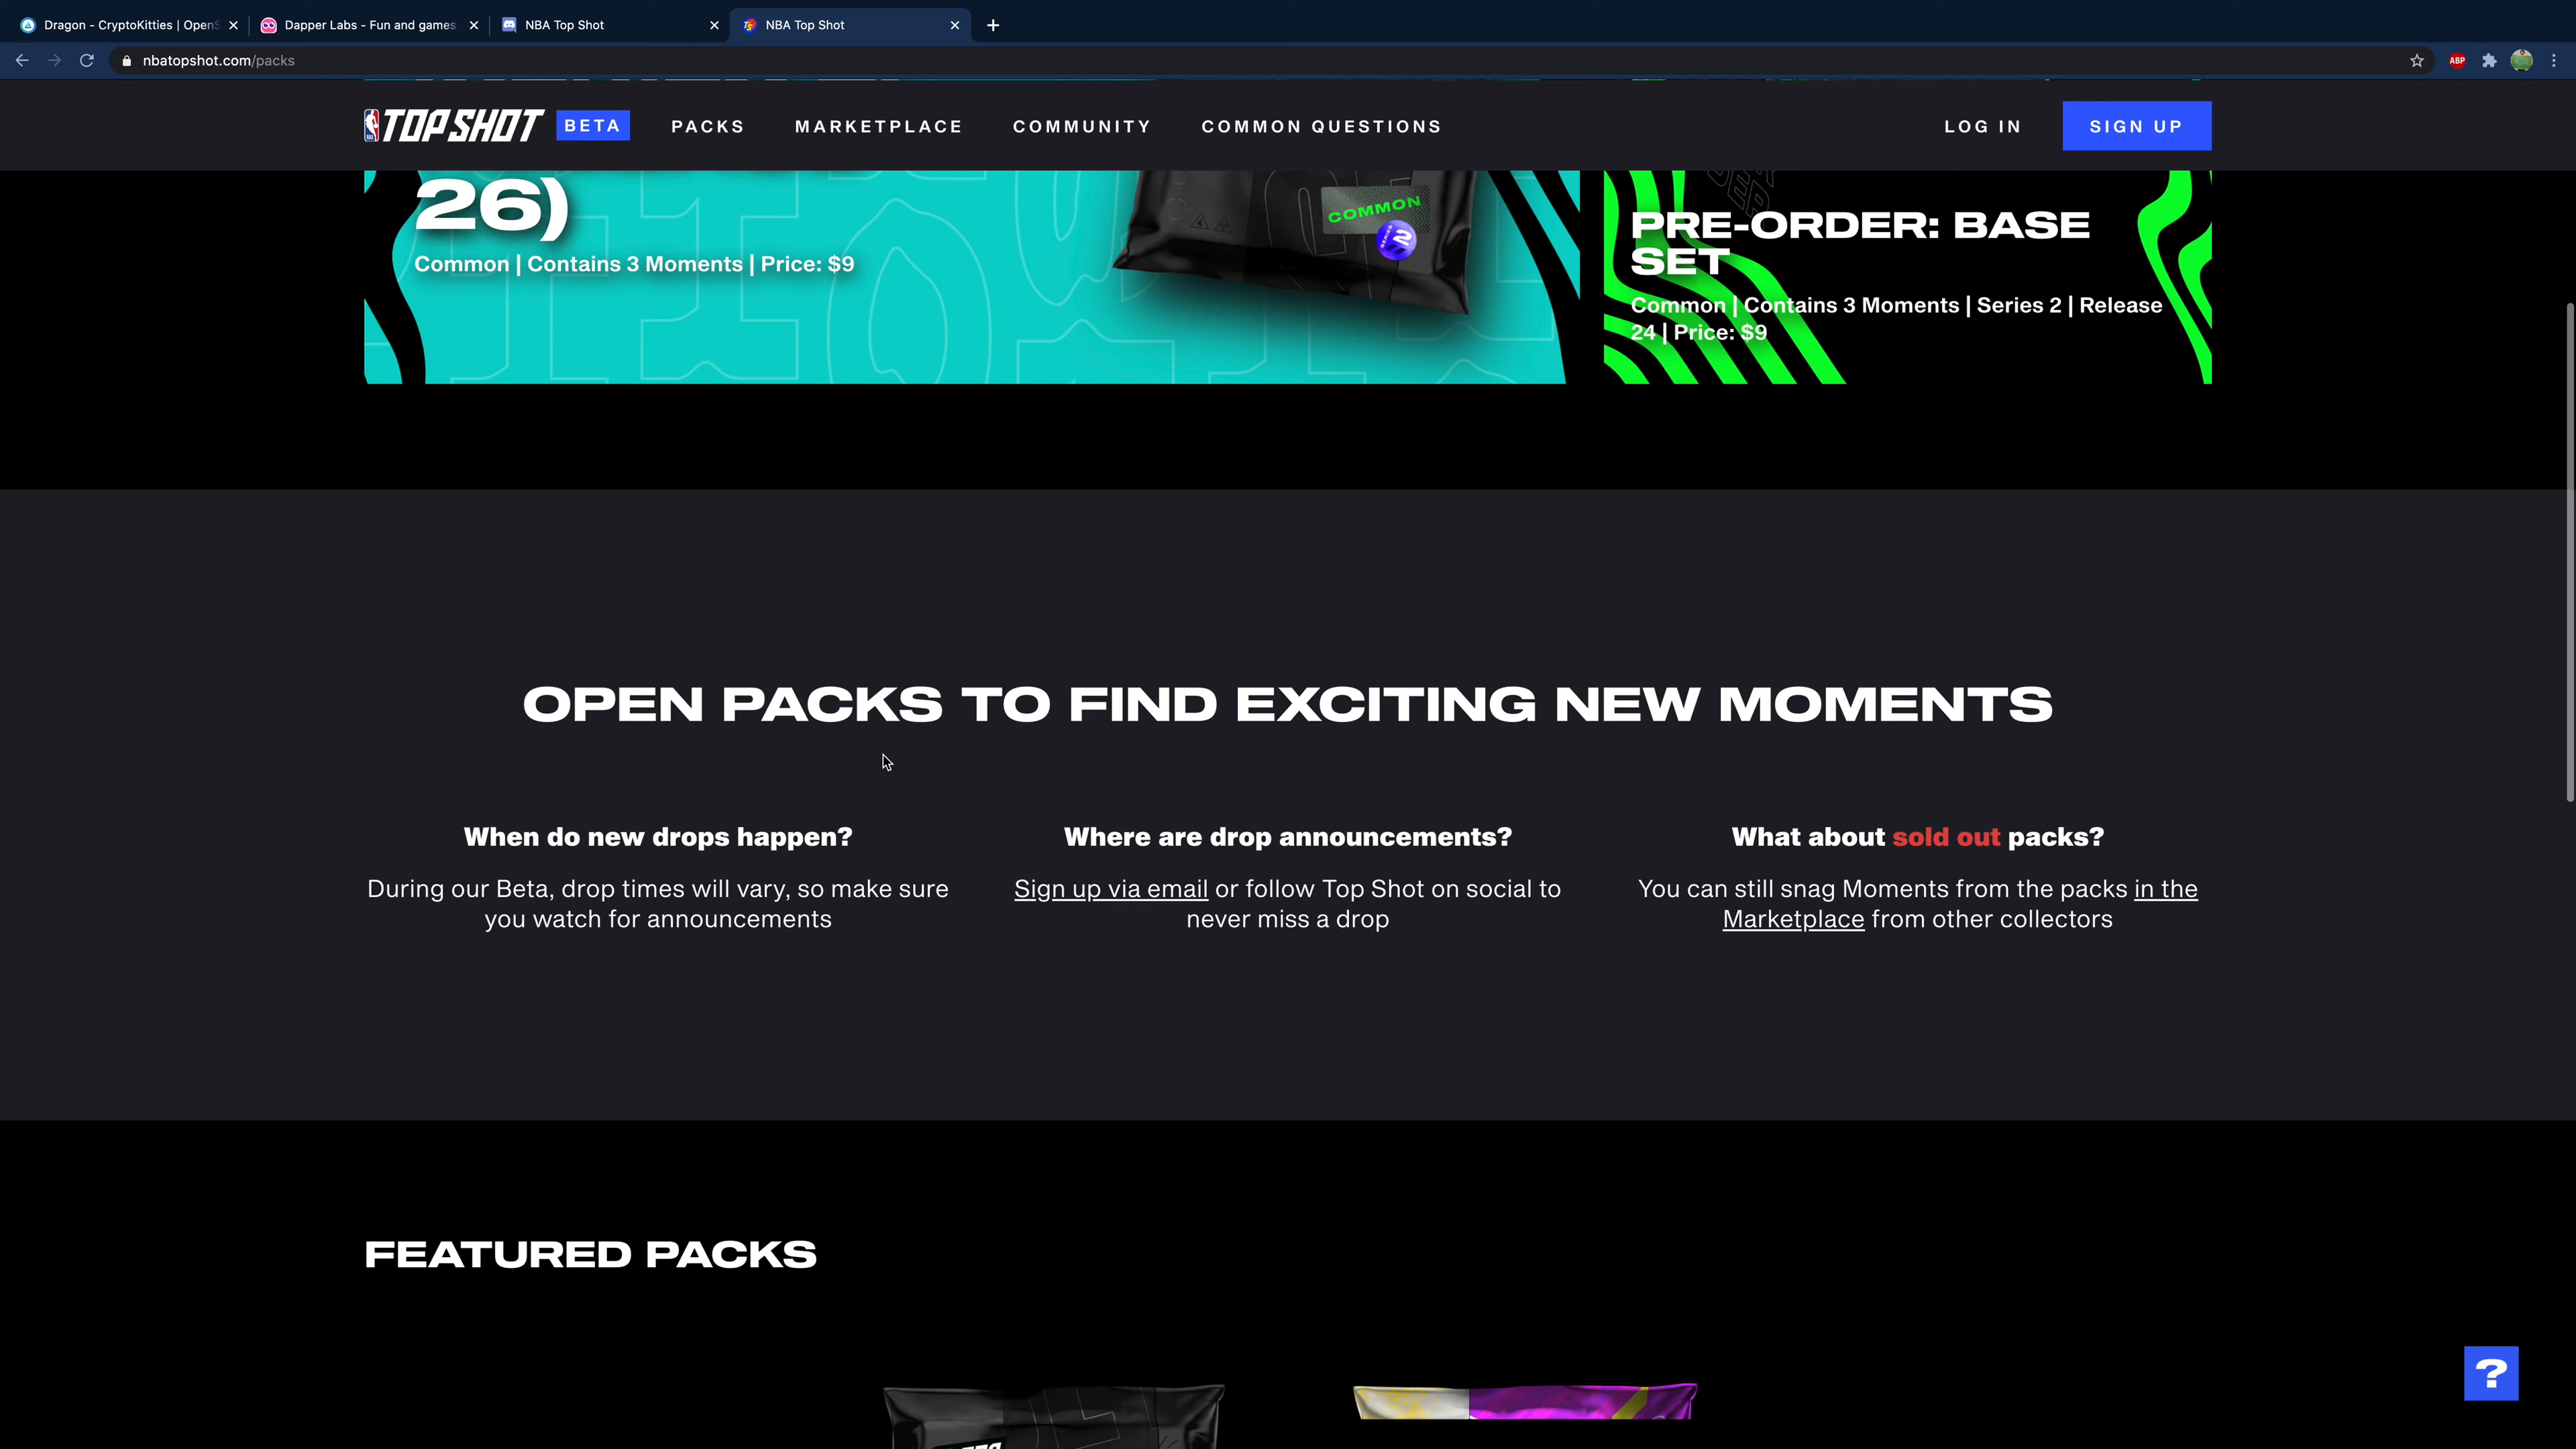 Dragon - CryptoKitties | OpenS
Dapper Labs - Fun and games
NBA Top Shot
NBA Top Shot
nbatopshot.com/packs
ABP
TOP SHOT
BETA
PACKS
MARKETPLACE
COMMUNITY
COMMON QUESTIONS
LOG IN
SIGN UP
26)
Common | Contains 3 Moments | Price: $9
COMMON
SERIES
2
PRE-ORDER: BASE
SET
Common | Contains 3 Moments | Series 2 | Release
24 | Price: $9
OPEN PACKS TO FIND EXCITING NEW MOMENTS
When do new drops happen?
During our Beta, drop times will vary, so make sure
you watch for announcements
Where are drop announcements?
Sign up via email or follow Top Shot on social to
never miss a drop
What about sold out packs?
You can still snag Moments from the packs in the
Marketplace from other collectors
FEATURED PACKS
?